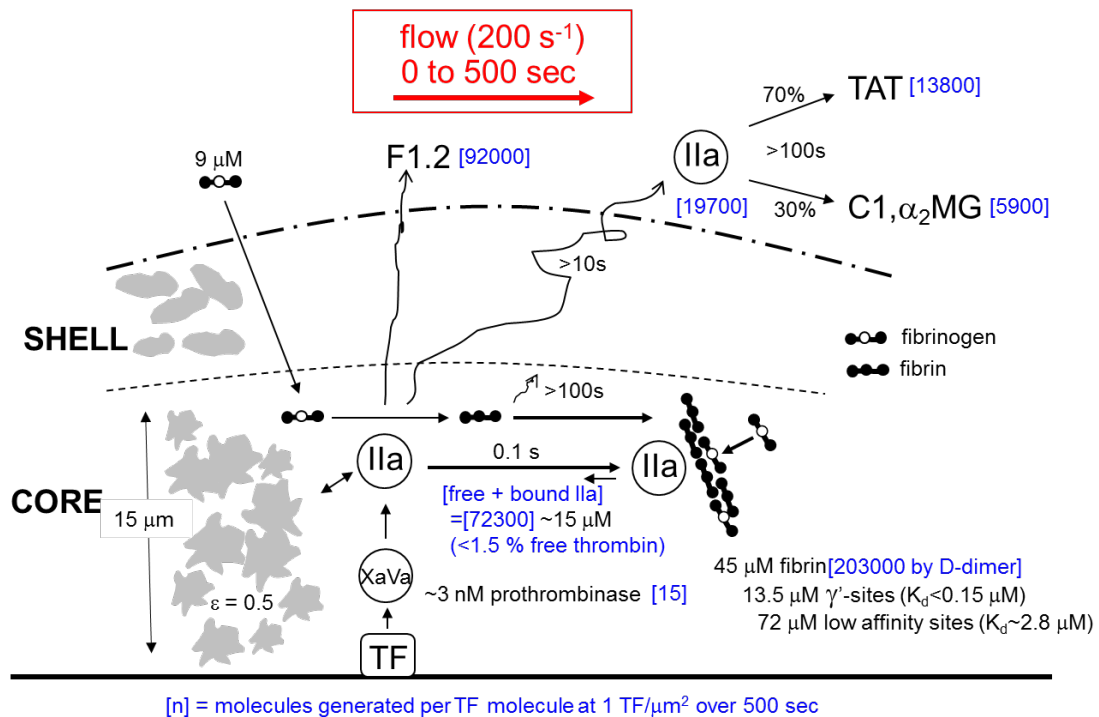 flow (200 s⁻¹)
0 to 500 sec
TAT [13800]
70%
9 μM
F1.2 [92000]
IIa
>100s
[19700]
30%
C1,α₂MG [5900]
>10s
SHELL
fibrinogen
fibrin
>100s
IIa
0.1 s
IIa
CORE
15 μm
[free + bound IIa]
=[72300] ~15 μM
(<1.5 % free thrombin)
XaVa
~3 nM prothrombinase [15]
45 μM fibrin[203000 by D-dimer]
13.5 μM γ'-sites (Kd<0.15 μM)
72 μM low affinity sites (Kd~2.8 μM)
ε = 0.5
TF
[n] = molecules generated per TF molecule at 1 TF/μm² over 500 sec